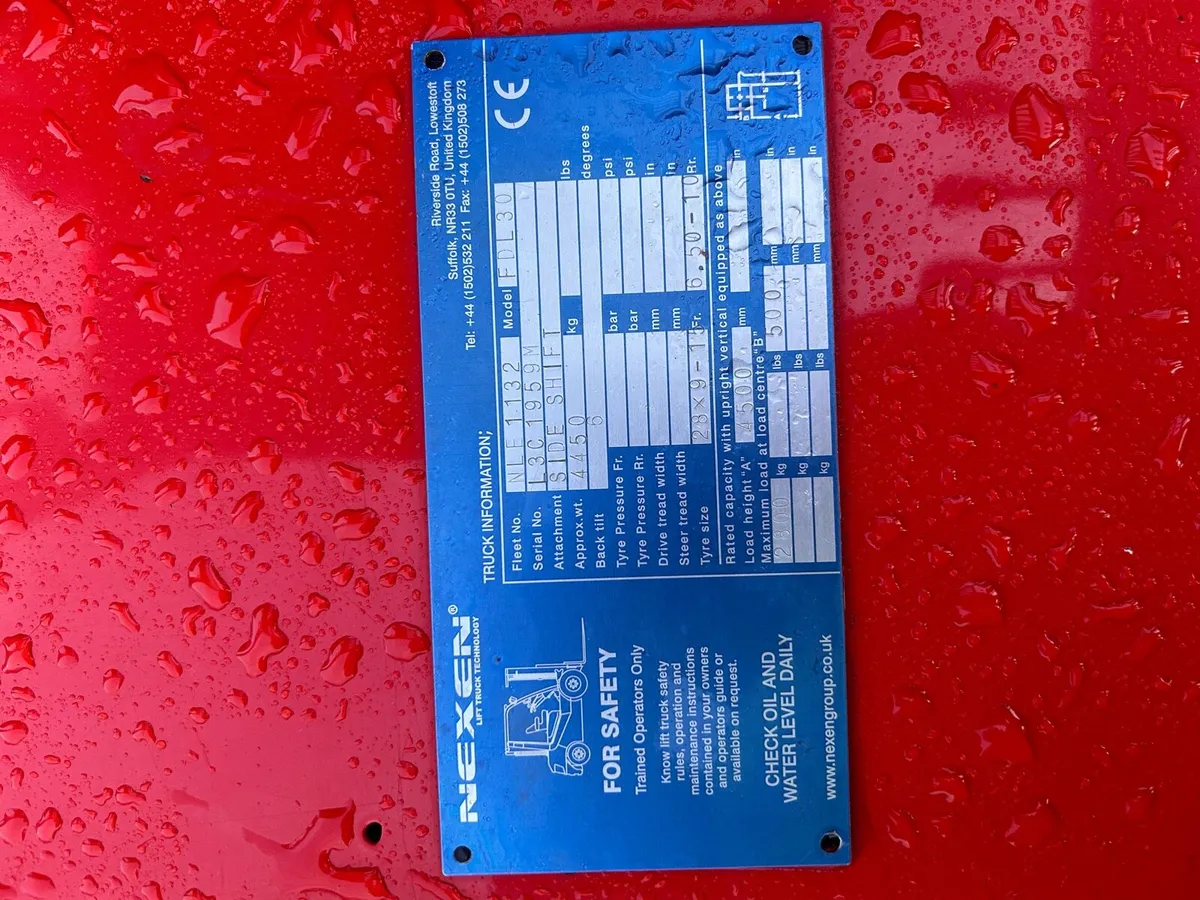 NEXEN®
LIFT TRUCK TECHNOLOGY
FOR SAFETY
Trained Operators Only
Know lift truck safety
rules, operation and
maintenance instructions
contained in your owners
and operators guide or
available on request.
CHECK OIL AND
WATER LEVEL DAILY
www.nexengroup.co.uk
Riverside Road, Lowestoft
Suffolk, NR33 0TU, United Kingdom
Tel: +44 (1502)532 211 Fax: +44 (1502)508 273
TRUCK INFORMATION;
CE
Fleet No. NLF1132 Model FDL30
Serial No. L3C1959M
Attachment SIDE SHIFT
Approx. wt. 4450 kg lbs
Back tilt 6 degrees
Tyre Pressure Fr. bar psi
Tyre Pressure Rr. bar psi
Drive tread width mm in
Steer tread width mm in
Tyre size 28×9-15 Fr. 6.50-10 Rr.
Rated capacity with upright vertical equipped as above
Load height "A" 4500 mm in
Maximum load at load centre "B"
kg lbs 500 mm in
kg lbs mm in
kg lbs mm in